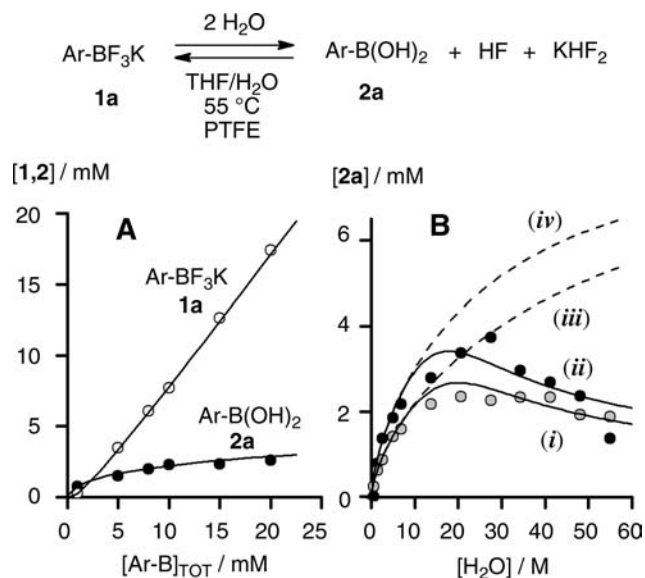 2 H₂O
Ar-BF₃K
Ar-B(OH)₂ + HF + KHF₂
THF/H₂O
1a
55 °C
2a
PTFE
[1,2] / mM
[2a] / mM
20
15
10
5
0
A
Ar-BF₃K
1a
Ar-B(OH)₂
2a
0 5 10 15 20
[Ar-B]TOT / mM
6
4
2
0
B
(iv)
(iii)
(ii)
(i)
0 10 20 30 40 50 60
[H₂O] / M